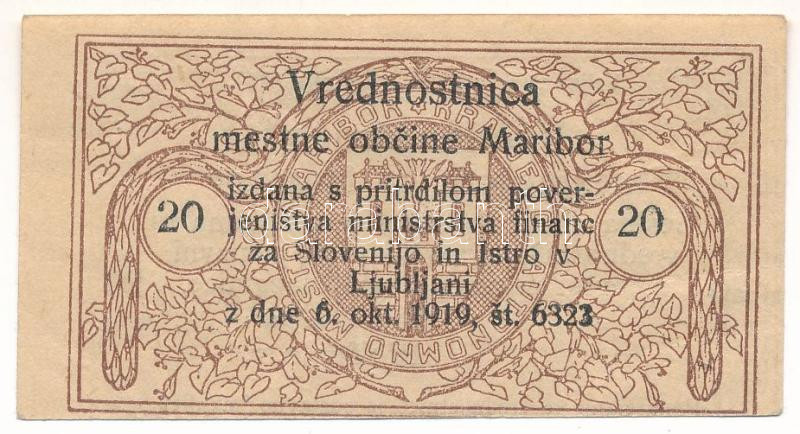 Vrednostnica
mestne občine Maribor
izdana s pritrdilom pover-
jeništva ministrstva financ
20
20
za Slovenijo in Istro v
Ljubljani
z dne 6. okt. 1919, št. 6323